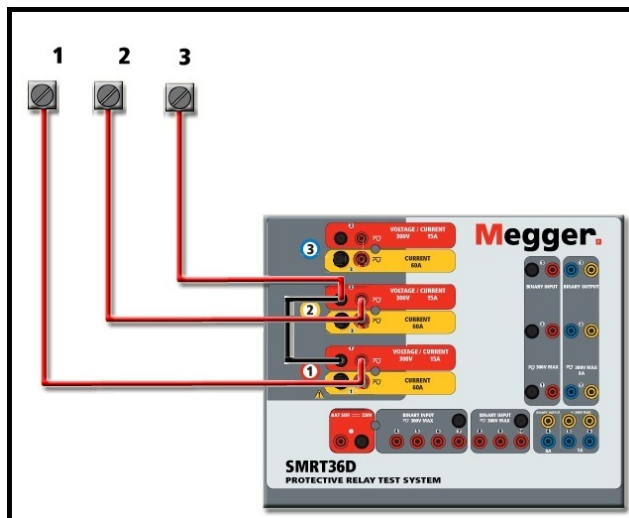 1 2 3
Megger.
3
VOLTAGE / CURRENT
300V 15A
CURRENT
60A
2
VOLTAGE / CURRENT
300V 15A
CURRENT
60A
1
VOLTAGE / CURRENT
300V 15A
CURRENT
60A
BINARY INPUT BINARY OUTPUT
300V MAX 300V MAX
8A
BINARY INPUT
300V MAX
BINARY INPUT
300V MAX
SMRT36D
PROTECTIVE RELAY TEST SYSTEM